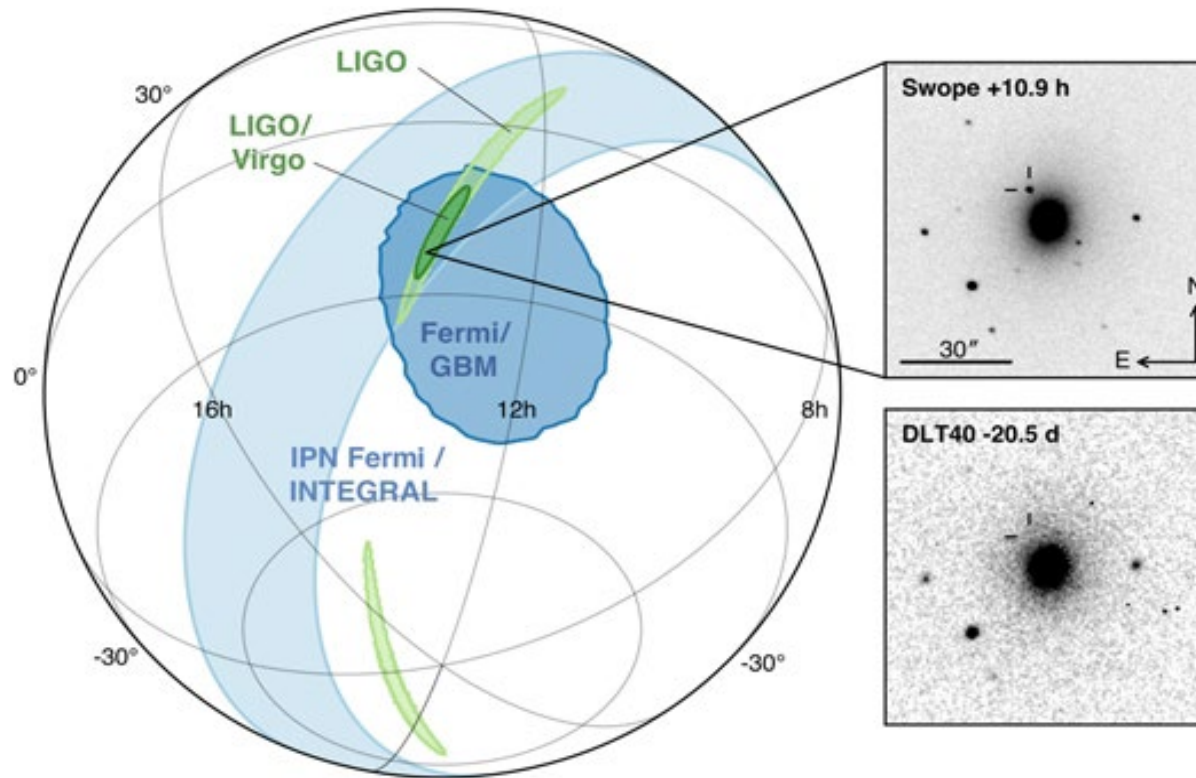 LIGO
30°
LIGO/
Virgo
Swope +10.9 h
N
30"
E
Fermi/
GBM
0°
16h
12h
8h
IPN Fermi /
INTEGRAL
DLT40 -20.5 d
-30°
-30°